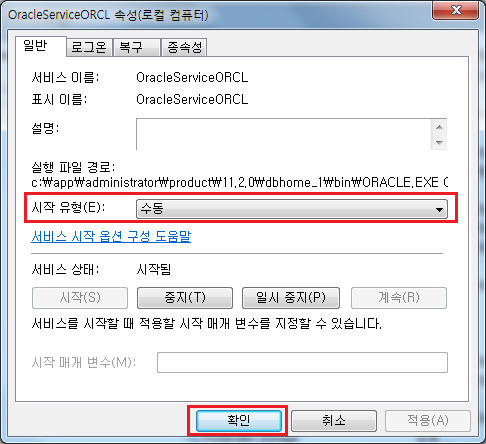 OracleServiceORCL 속성(로컬 컴퓨터)
일반 로그온 복구 종속성
서비스 이름: OracleServiceORCL
표시 이름: OracleServiceORCL
설명:
실행 파일 경로:
c:₩app₩administrator₩product₩11.2.0₩dbhome_1₩bin₩ORACLE.EXE C
시작 유형(E): 수동
서비스 시작 옵션 구성 도움말
서비스 상태: 시작됨
시작(S) 중지(T) 일시 중지(P) 계속(R)
서비스를 시작할 때 적용할 시작 매개 변수를 지정할 수 있습니다.
시작 매개 변수(M):
확인 취소 적용(A)